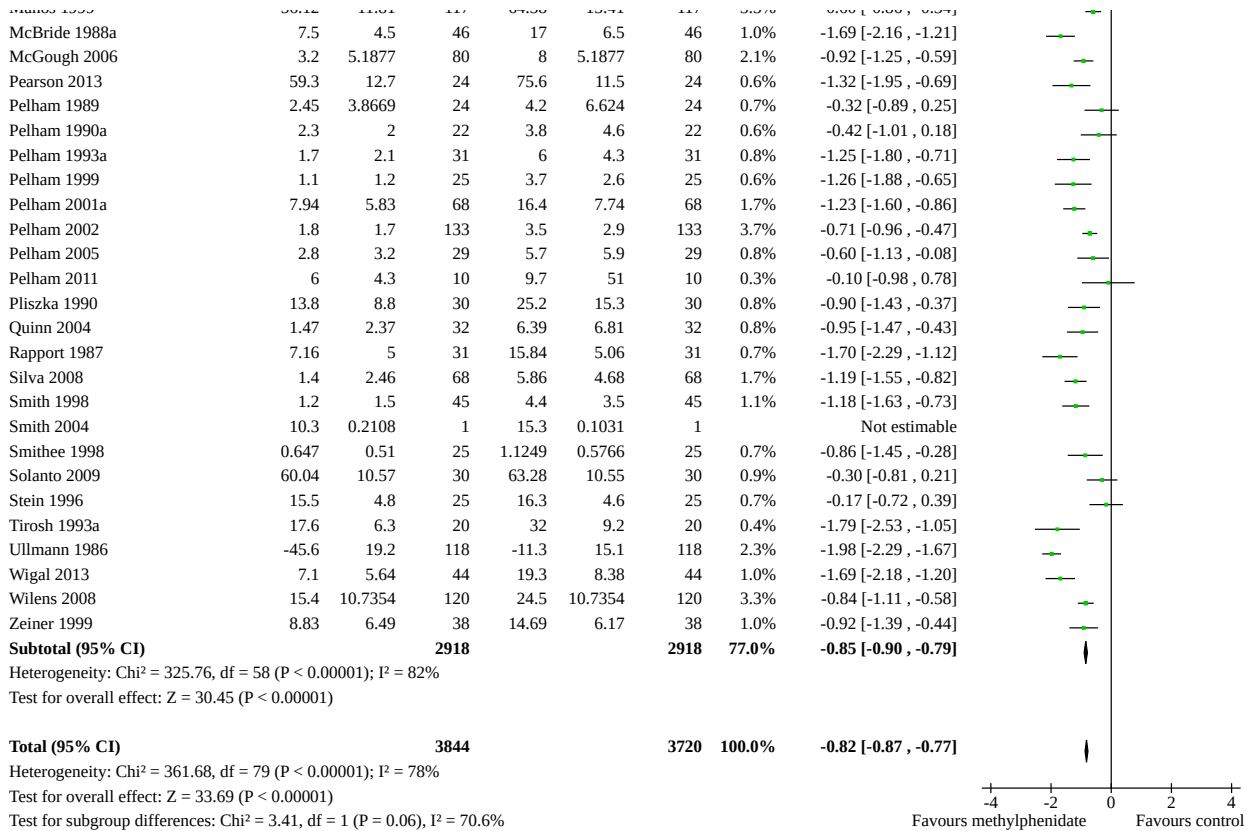 McBride 1988a 7.5 4.5 46 17 6.5 46 1.0% -1.69 [-2.16 , -1.21]
McGough 2006 3.2 5.1877 80 8 5.1877 80 2.1% -0.92 [-1.25 , -0.59]
Pearson 2013 59.3 12.7 24 75.6 11.5 24 0.6% -1.32 [-1.95 , -0.69]
Pelham 1989 2.45 3.8669 24 4.2 6.624 24 0.7% -0.32 [-0.89 , 0.25]
Pelham 1990a 2.3 2 22 3.8 4.6 22 0.6% -0.42 [-1.01 , 0.18]
Pelham 1993a 1.7 2.1 31 6 4.3 31 0.8% -1.25 [-1.80 , -0.71]
Pelham 1999 1.1 1.2 25 3.7 2.6 25 0.6% -1.26 [-1.88 , -0.65]
Pelham 2001a 7.94 5.83 68 16.4 7.74 68 1.7% -1.23 [-1.60 , -0.86]
Pelham 2002 1.8 1.7 133 3.5 2.9 133 3.7% -0.71 [-0.96 , -0.47]
Pelham 2005 2.8 3.2 29 5.7 5.9 29 0.8% -0.60 [-1.13 , -0.08]
Pelham 2011 6 4.3 10 9.7 51 10 0.3% -0.10 [-0.98 , 0.78]
Pliszka 1990 13.8 8.8 30 25.2 15.3 30 0.8% -0.90 [-1.43 , -0.37]
Quinn 2004 1.47 2.37 32 6.39 6.81 32 0.8% -0.95 [-1.47 , -0.43]
Rapport 1987 7.16 5 31 15.84 5.06 31 0.7% -1.70 [-2.29 , -1.12]
Silva 2008 1.4 2.46 68 5.86 4.68 68 1.7% -1.19 [-1.55 , -0.82]
Smith 1998 1.2 1.5 45 4.4 3.5 45 1.1% -1.18 [-1.63 , -0.73]
Smith 2004 10.3 0.2108 1 15.3 0.1031 1 Not estimable
Smithee 1998 0.647 0.51 25 1.1249 0.5766 25 0.7% -0.86 [-1.45 , -0.28]
Solanto 2009 60.04 10.57 30 63.28 10.55 30 0.9% -0.30 [-0.81 , 0.21]
Stein 1996 15.5 4.8 25 16.3 4.6 25 0.7% -0.17 [-0.72 , 0.39]
Tirosh 1993a 17.6 6.3 20 32 9.2 20 0.4% -1.79 [-2.53 , -1.05]
Ullmann 1986 -45.6 19.2 118 -11.3 15.1 118 2.3% -1.98 [-2.29 , -1.67]
Wigal 2013 7.1 5.64 44 19.3 8.38 44 1.0% -1.69 [-2.18 , -1.20]
Wilens 2008 15.4 10.7354 120 24.5 10.7354 120 3.3% -0.84 [-1.11 , -0.58]
Zeiner 1999 8.83 6.49 38 14.69 6.17 38 1.0% -0.92 [-1.39 , -0.44]
Subtotal (95% CI) 2918 2918 77.0% -0.85 [-0.90 , -0.79]
Heterogeneity: Chi² = 325.76, df = 58 (P < 0.00001); I² = 82%
Test for overall effect: Z = 30.45 (P < 0.00001)
Total (95% CI) 3844 3720 100.0% -0.82 [-0.87 , -0.77]
Heterogeneity: Chi² = 361.68, df = 79 (P < 0.00001); I² = 78%
Test for overall effect: Z = 33.69 (P < 0.00001)
-4 -2 0 2 4
Test for subgroup differences: Chi² = 3.41, df = 1 (P = 0.06), I² = 70.6%
Favours methylphenidate Favours control